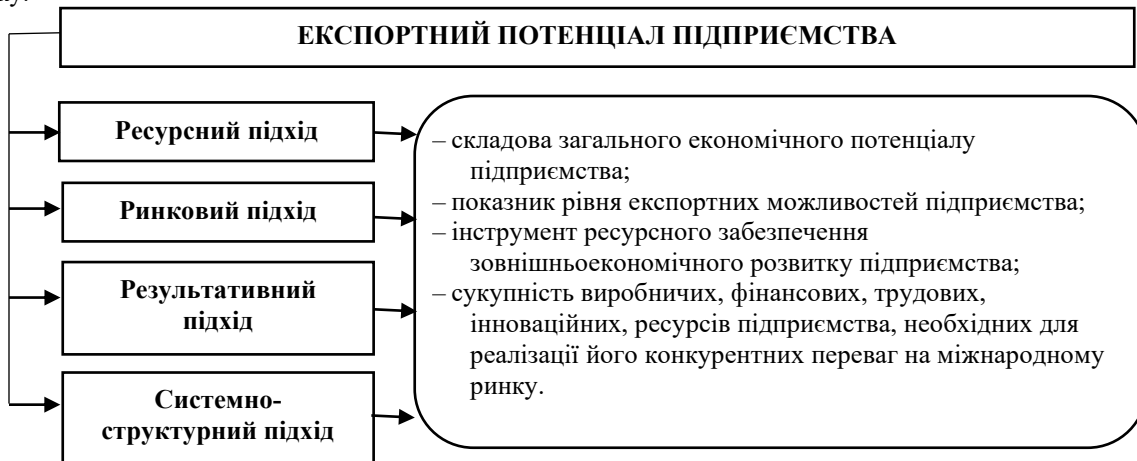 ЕКСПОРТНИЙ ПОТЕНЦІАЛ ПІДПРИЄМСТВА
Ресурсний підхід
Ринковий підхід
Результативний
підхід
Системно-
структурний підхід
– складова загального економічного потенціалу
підприємства;
– показник рівня експортних можливостей підприємства;
– інструмент ресурсного забезпечення
зовнішньоекономічного розвитку підприємства;
– сукупність виробничих, фінансових, трудових,
інноваційних, ресурсів підприємства, необхідних для
реалізації його конкурентних переваг на міжнародному
ринку.